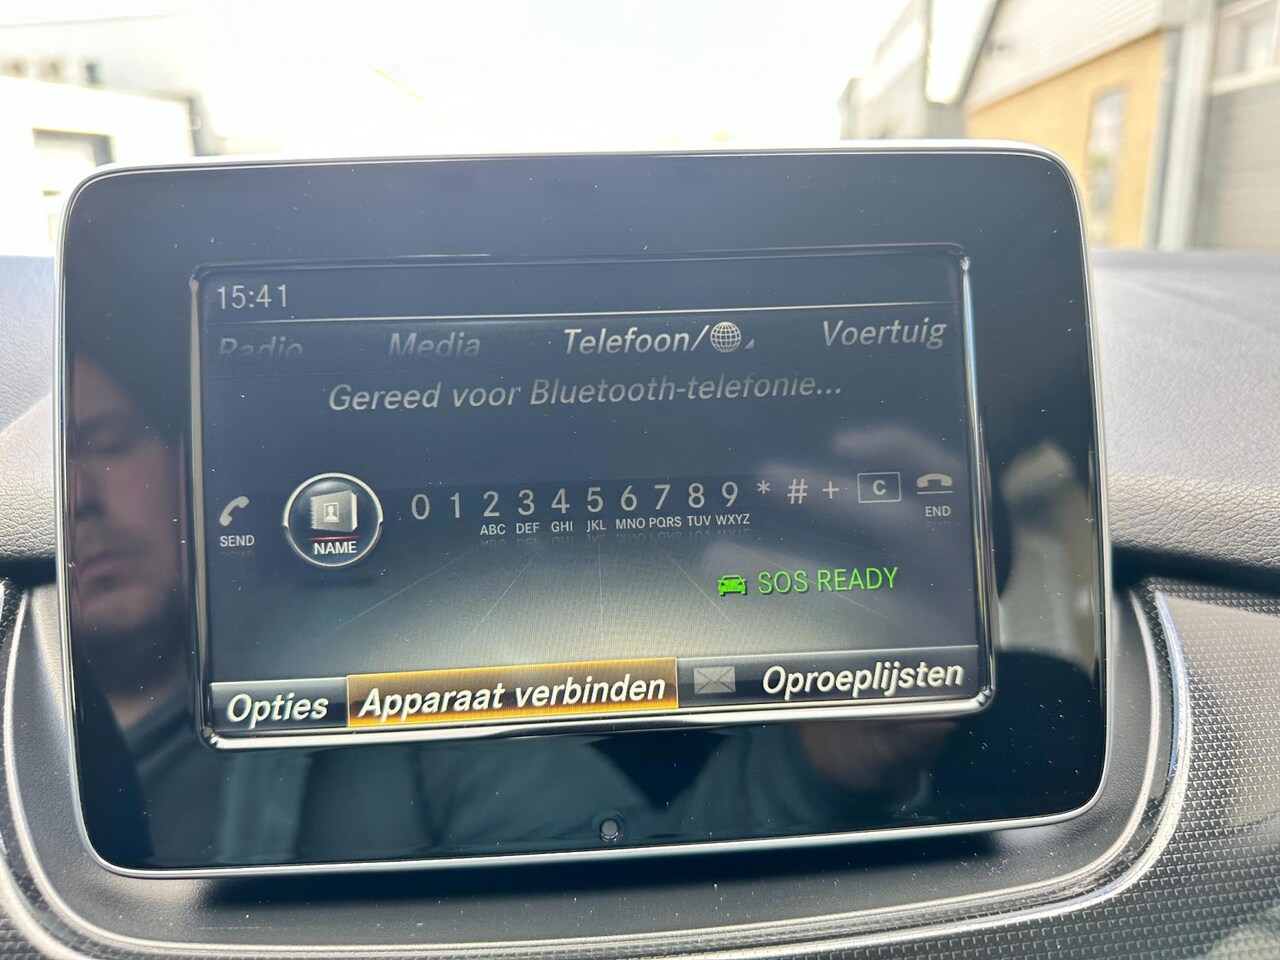 15:41
Radio Media Telefoon/ Voertuig
Gereed voor Bluetooth-telefonie...
SEND NAME 0 1 2 3 4 5 6 7 8 9 * # + C END
ABC DEF GHI JKL MNO PQRS TUV WXYZ
SOS READY
Opties Apparaat verbinden Oproeplijsten